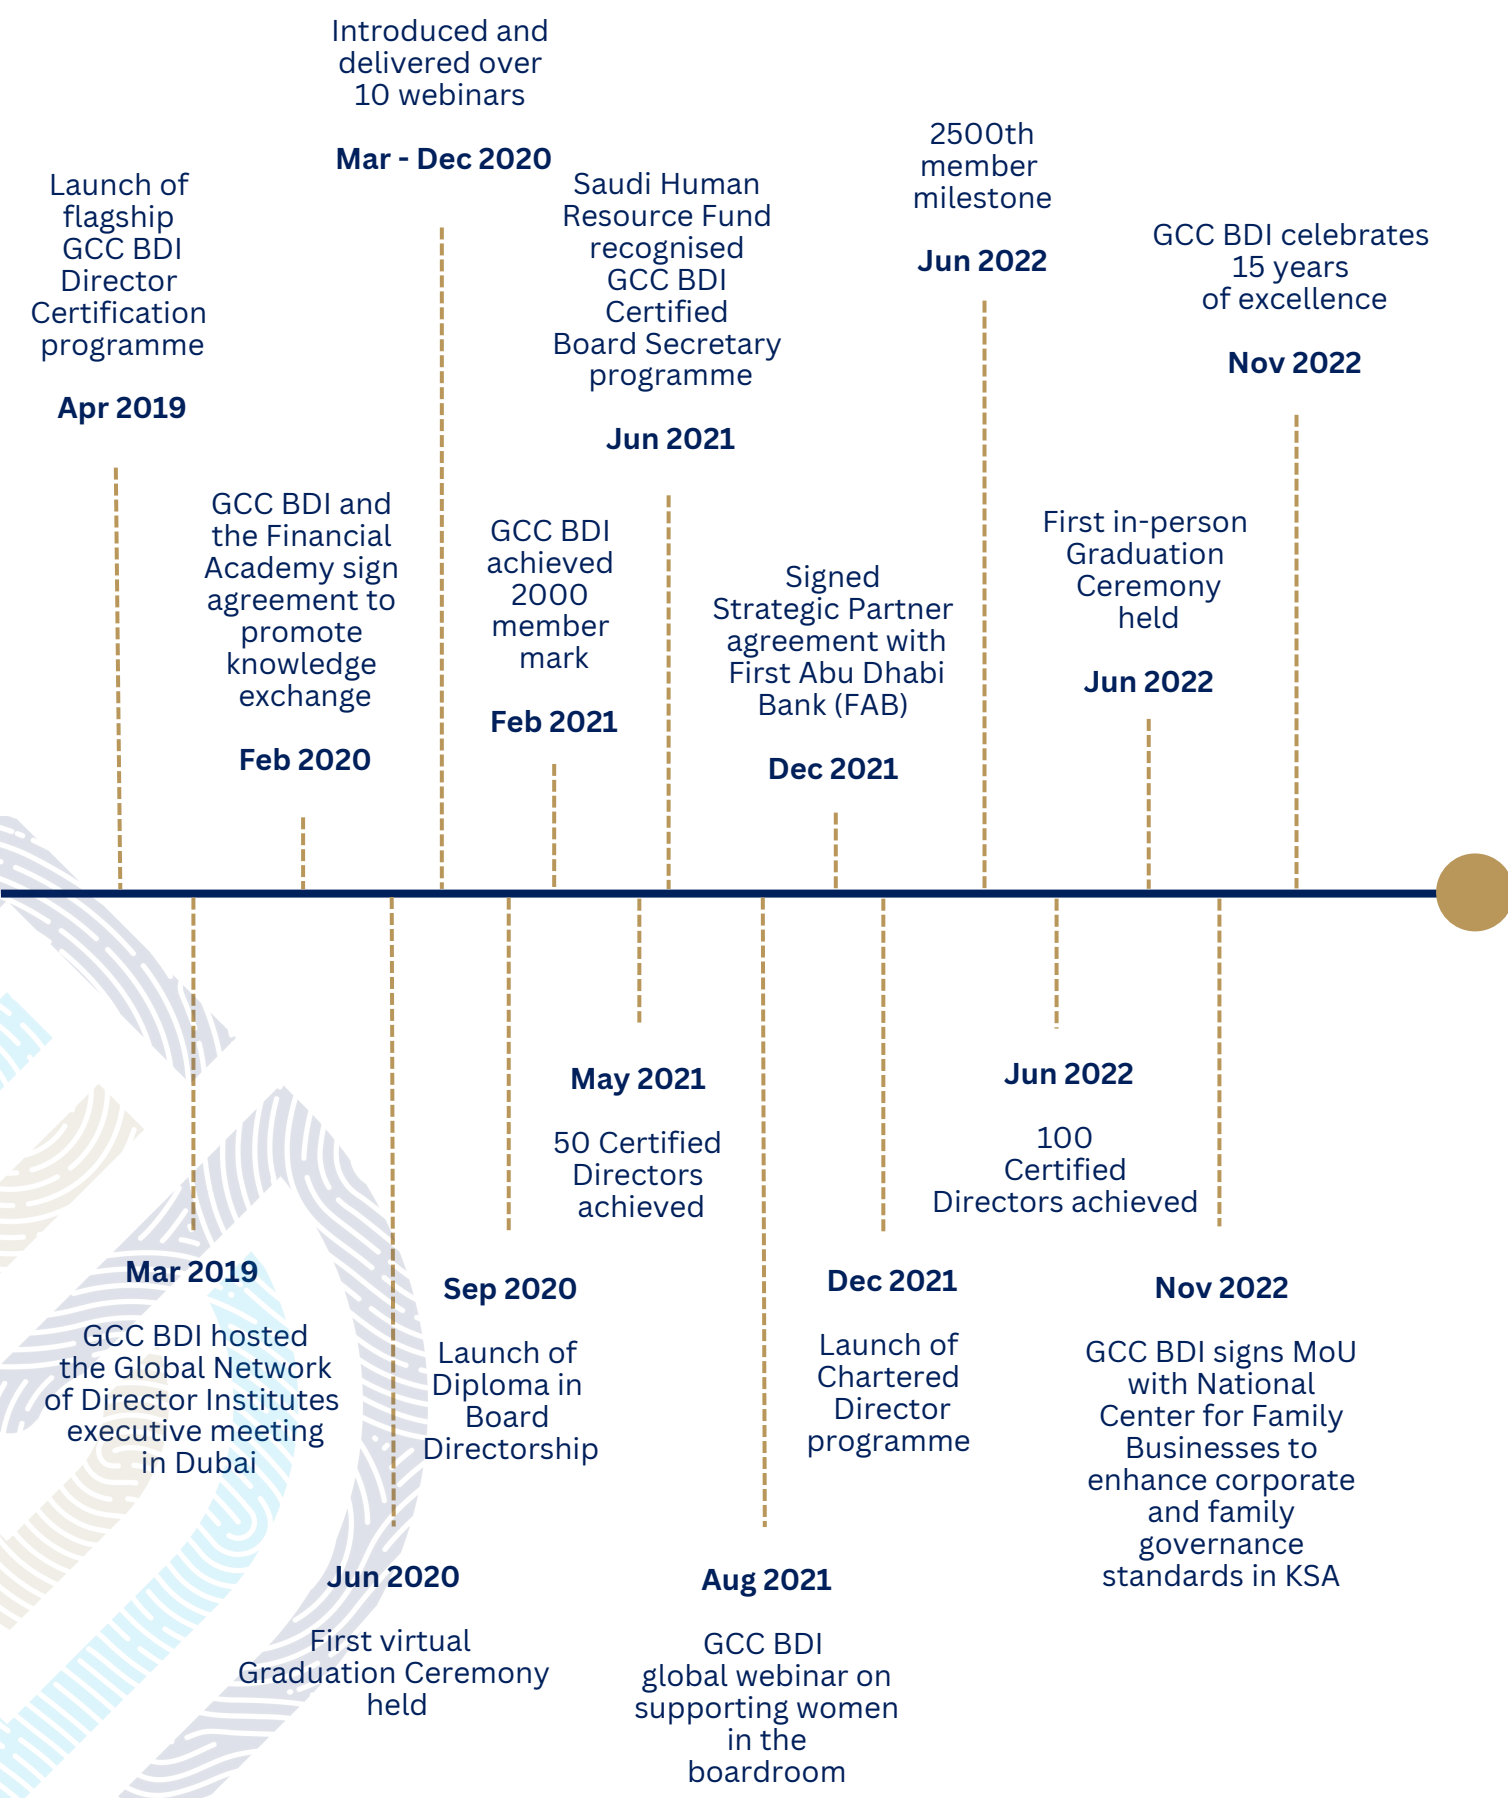 Introduced and
delivered over
10 webinars
Mar - Dec 2020
Launch of
flagship
GCC BDI
Director
Certification
programme
Apr 2019
GCC BDI and
the Financial
Academy sign
agreement to
promote
knowledge
exchange
Feb 2020
Saudi Human
Resource Fund
recognised
GCC BDI
Certified
Board Secretary
programme
Jun 2021
GCC BDI
achieved
2000
member
mark
Feb 2021
Signed
Strategic Partner
agreement with
First Abu Dhabi
Bank (FAB)
Dec 2021
2500th
member
milestone
Jun 2022
First in-person
Graduation
Ceremony
held
Jun 2022
GCC BDI celebrates
15 years
of excellence
Nov 2022
Mar 2019
GCC BDI hosted
the Global Network
of Director Institutes
executive meeting
in Dubai
Jun 2020
First virtual
Graduation Ceremony
held
Sep 2020
Launch of
Diploma in
Board
Directorship
May 2021
50 Certified
Directors
achieved
Aug 2021
GCC BDI
global webinar on
supporting women
in the
boardroom
Dec 2021
Launch of
Chartered
Director
programme
Jun 2022
100
Certified
Directors achieved
Nov 2022
GCC BDI signs MoU
with National
Center for Family
Businesses to
enhance corporate
and family
governance
standards in KSA